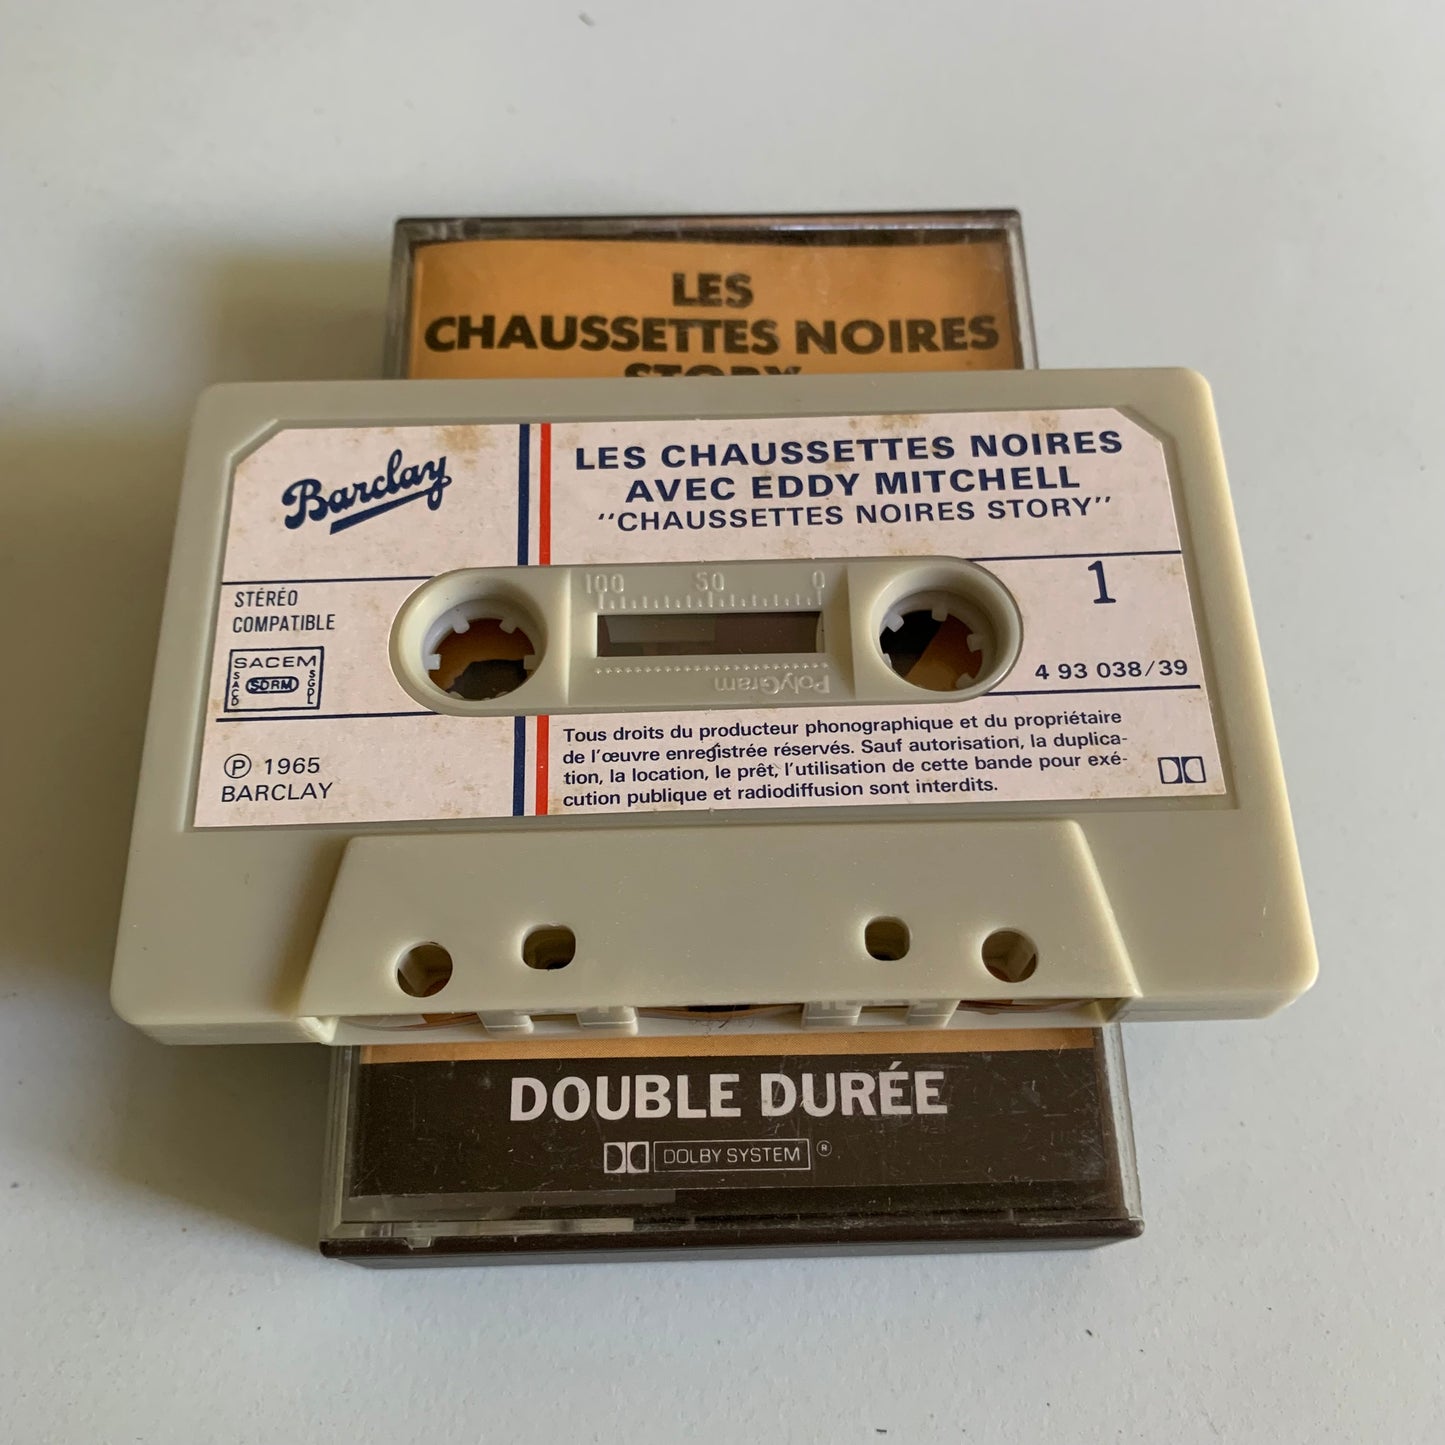 LES
CHAUSSETTES NOIRES
STORY
Barclay
LES CHAUSSETTES NOIRES
AVEC EDDY MITCHELL
"CHAUSSETTES NOIRES STORY"
STÉRÉO
COMPATIBLE
SACEM
SACD
SDRM
SGDL
100 50 0
PolyGram
1
4 93 038/39
Ⓟ 1965
BARCLAY
Tous droits du producteur phonographique et du propriétaire
de l'œuvre enregistrée réservés. Sauf autorisation, la duplica-
tion, la location, le prêt, l'utilisation de cette bande pour exé-
cution publique et radiodiffusion sont interdits.
DOUBLE DURÉE
DOLBY SYSTEM ®